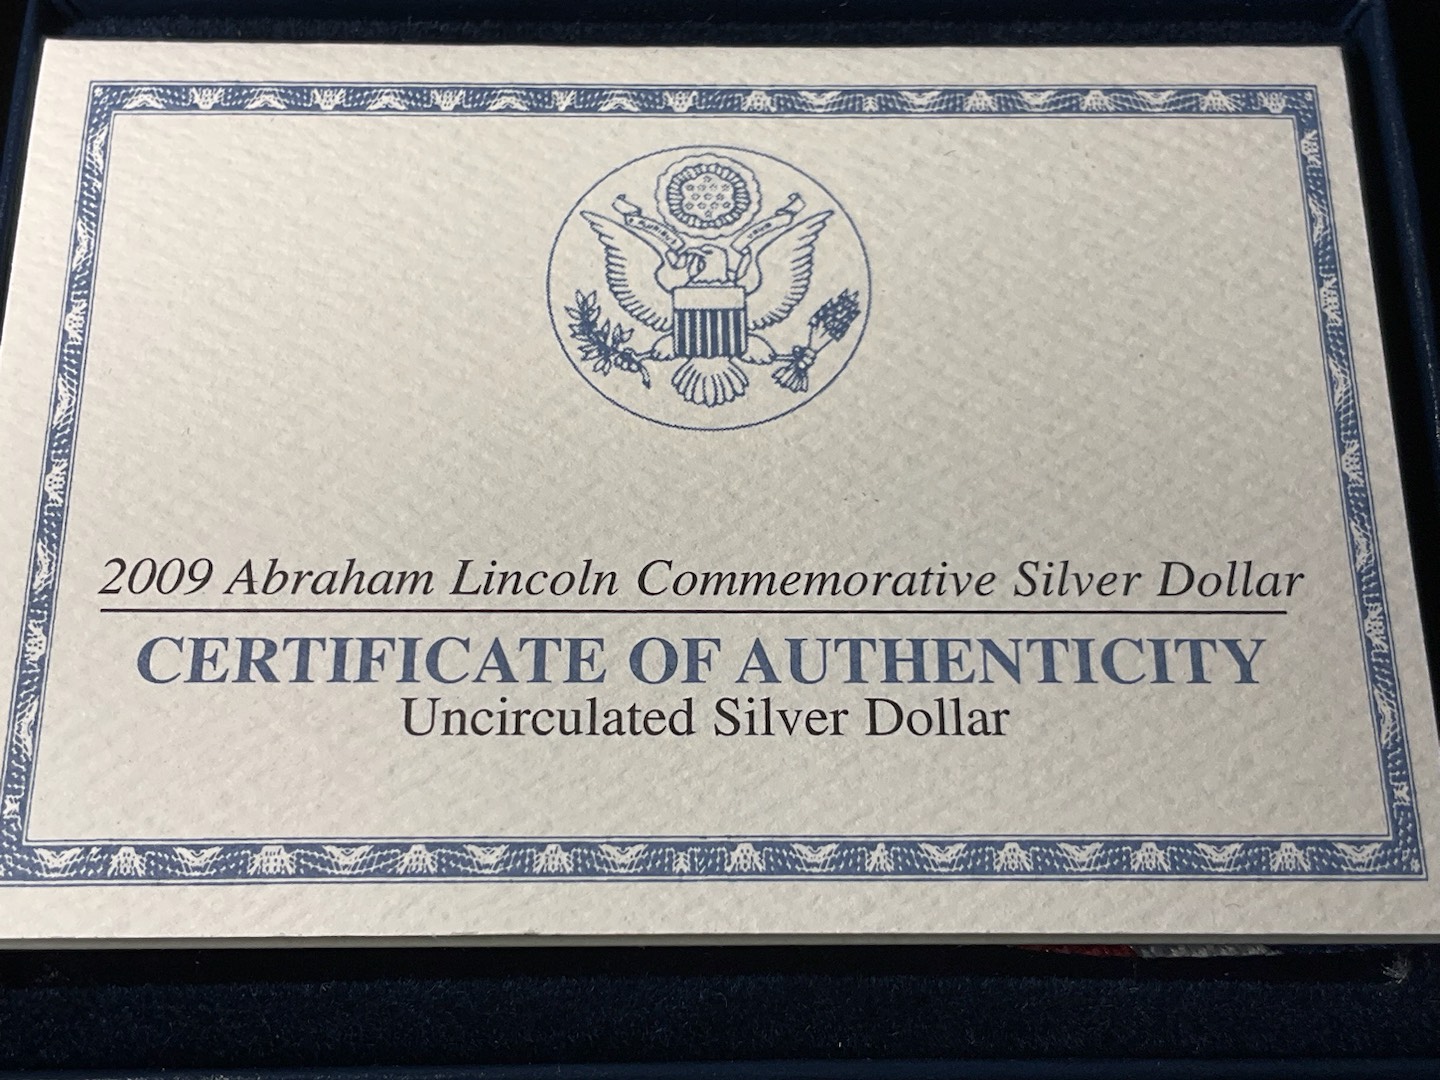 2009 Abraham Lincoln Commemorative Silver Dollar
CERTIFICATE OF AUTHENTICITY
Uncirculated Silver Dollar